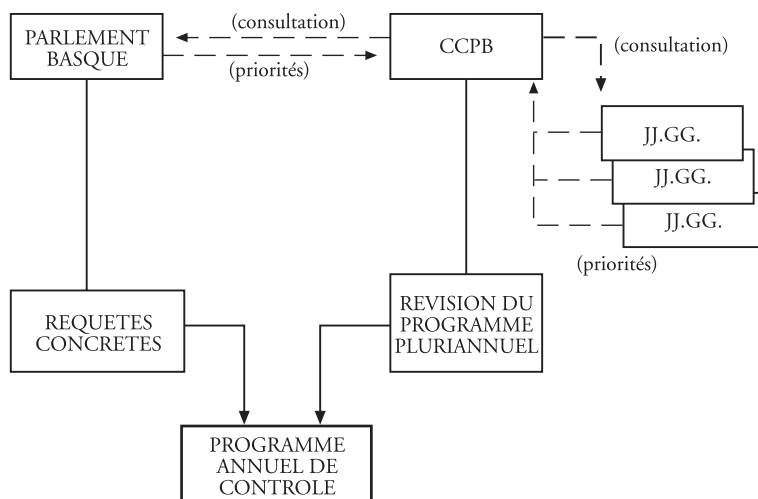 PARLEMENT
BASQUE
(consultation)
(priorités)
CCPB
(consultation)
JJ.GG.
JJ.GG.
JJ.GG.
(priorités)
REQUETES
CONCRETES
REVISION DU
PROGRAMME
PLURIANNUEL
PROGRAMME
ANNUEL DE
CONTROLE